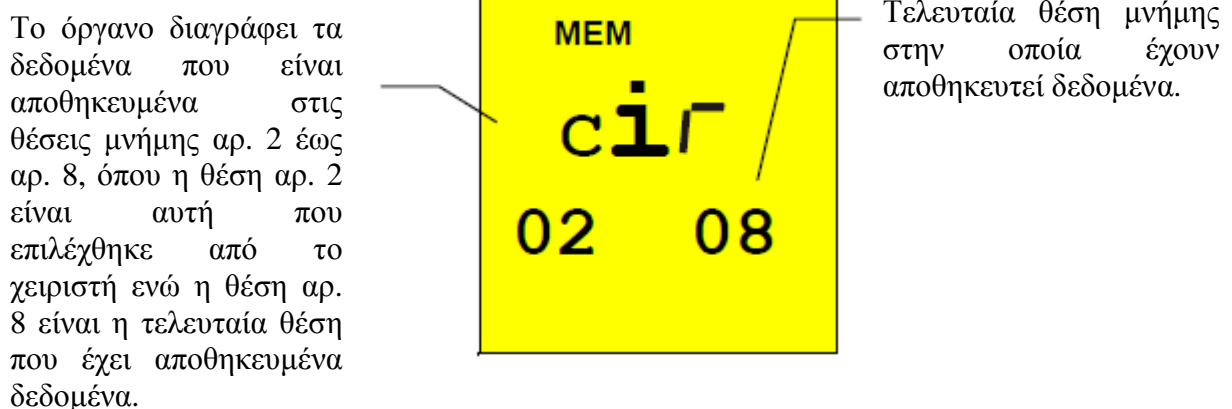 Το όργανο διαγράφει τα
δεδομένα που είναι
αποθηκευμένα στις
θέσεις μνήμης αρ. 2 έως
αρ. 8, όπου η θέση αρ. 2
είναι αυτή που
επιλέχθηκε από το
χειριστή ενώ η θέση αρ.
8 είναι η τελευταία θέση
που έχει αποθηκευμένα
δεδομένα.
MEM
cir
02 08
Τελευταία θέση μνήμης
στην οποία έχουν
αποθηκευτεί δεδομένα.